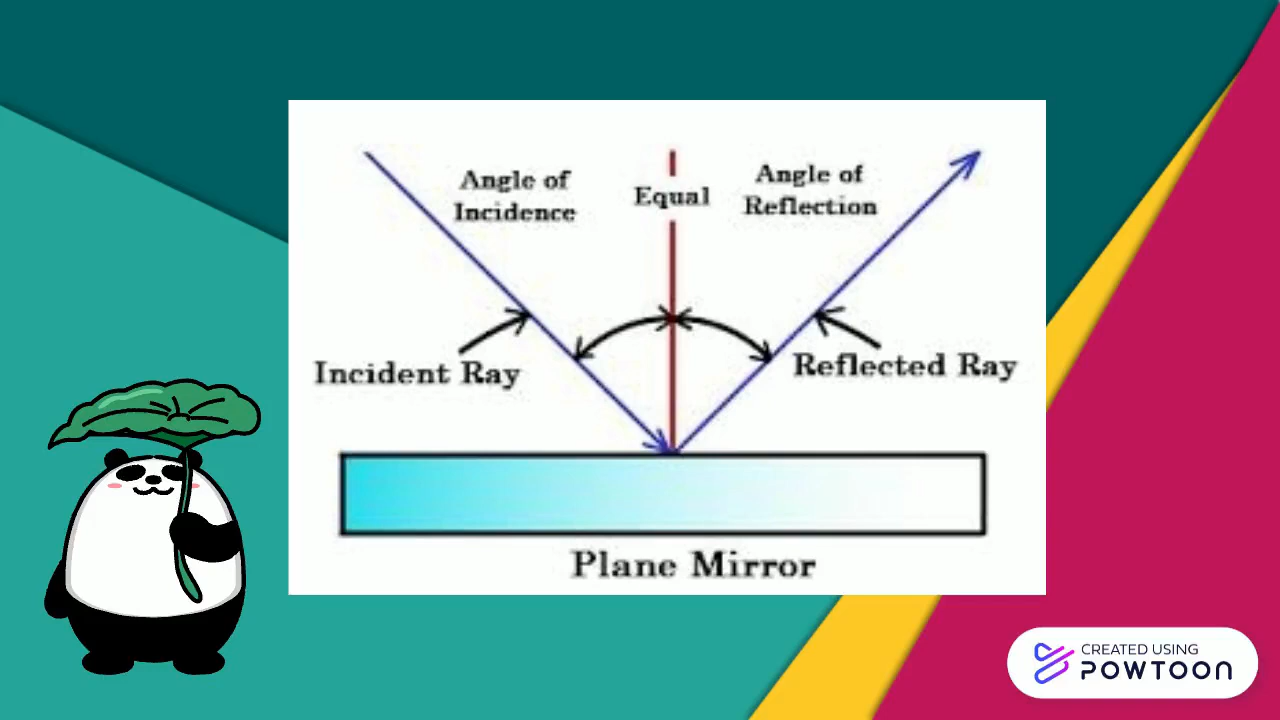 Angle of
Incidence
Equal
Angle of
Reflection
Incident Ray
Reflected Ray
Plane Mirror
CREATED USING
POWTOON